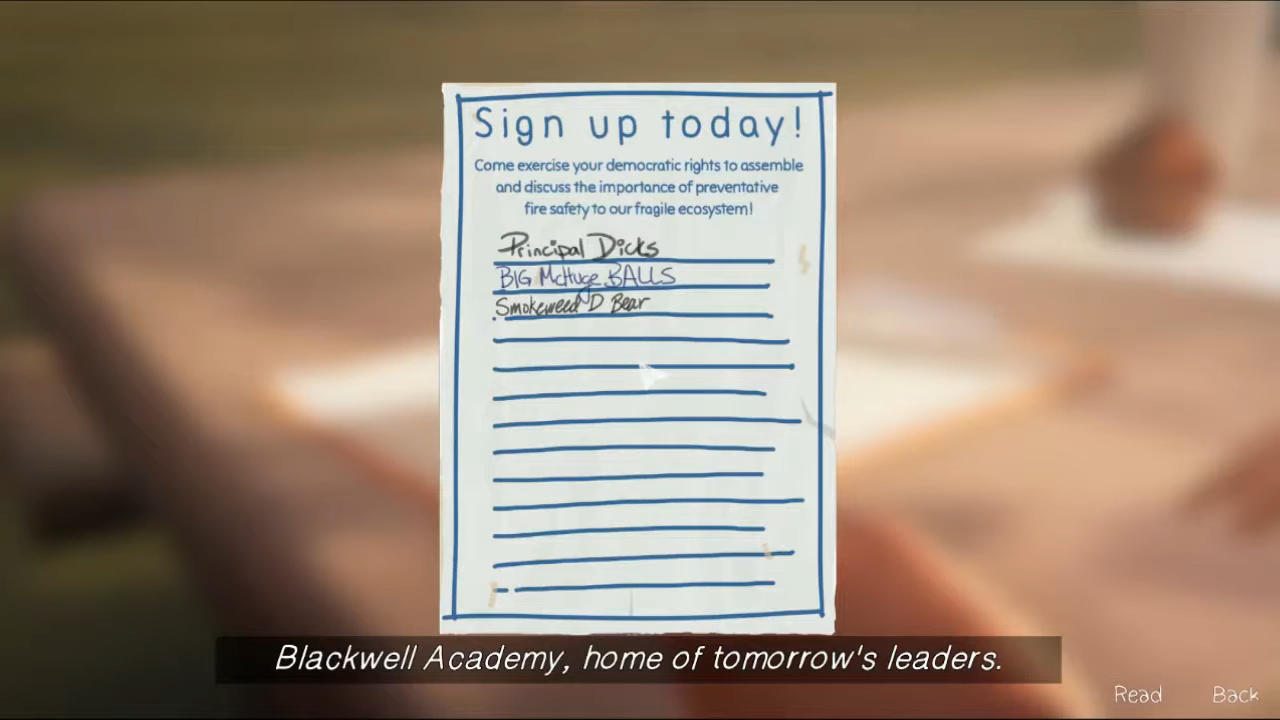 Sign up today!
Come exercise your democratic rights to assemble
and discuss the importance of preventative
fire safety to our fragile ecosystem!
Principal Dicks
BIG McHuge BALLS
Smokeweed D Bear
Blackwell Academy, home of tomorrow's leaders.
Read Back